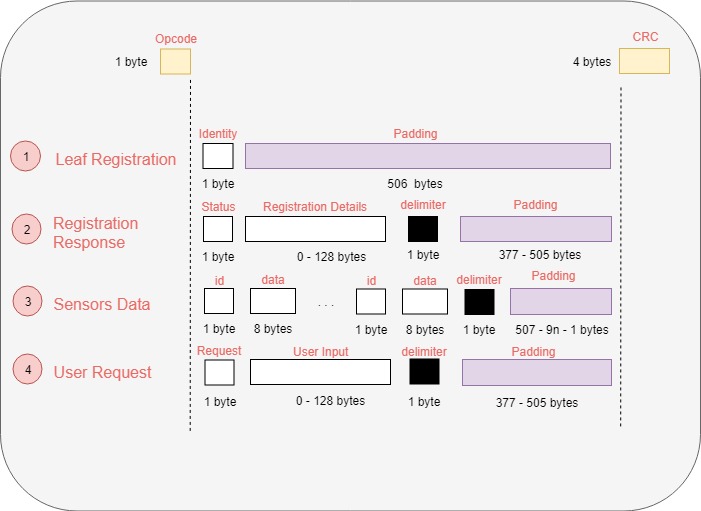 Opcode
CRC
1 byte
4 bytes
Identity
Padding
1
Leaf Registration
1 byte
506 bytes
Status
Registration Details
delimiter
Padding
2
Registration
Response
1 byte
0 - 128 bytes
1 byte
377 - 505 bytes
id
data
id
data
delimiter
Padding
3
Sensors Data
...
1 byte
8 bytes
1 byte
8 bytes
1 byte
507 - 9n - 1 bytes
Request
User Input
delimiter
Padding
4
User Request
1 byte
0 - 128 bytes
1 byte
377 - 505 bytes